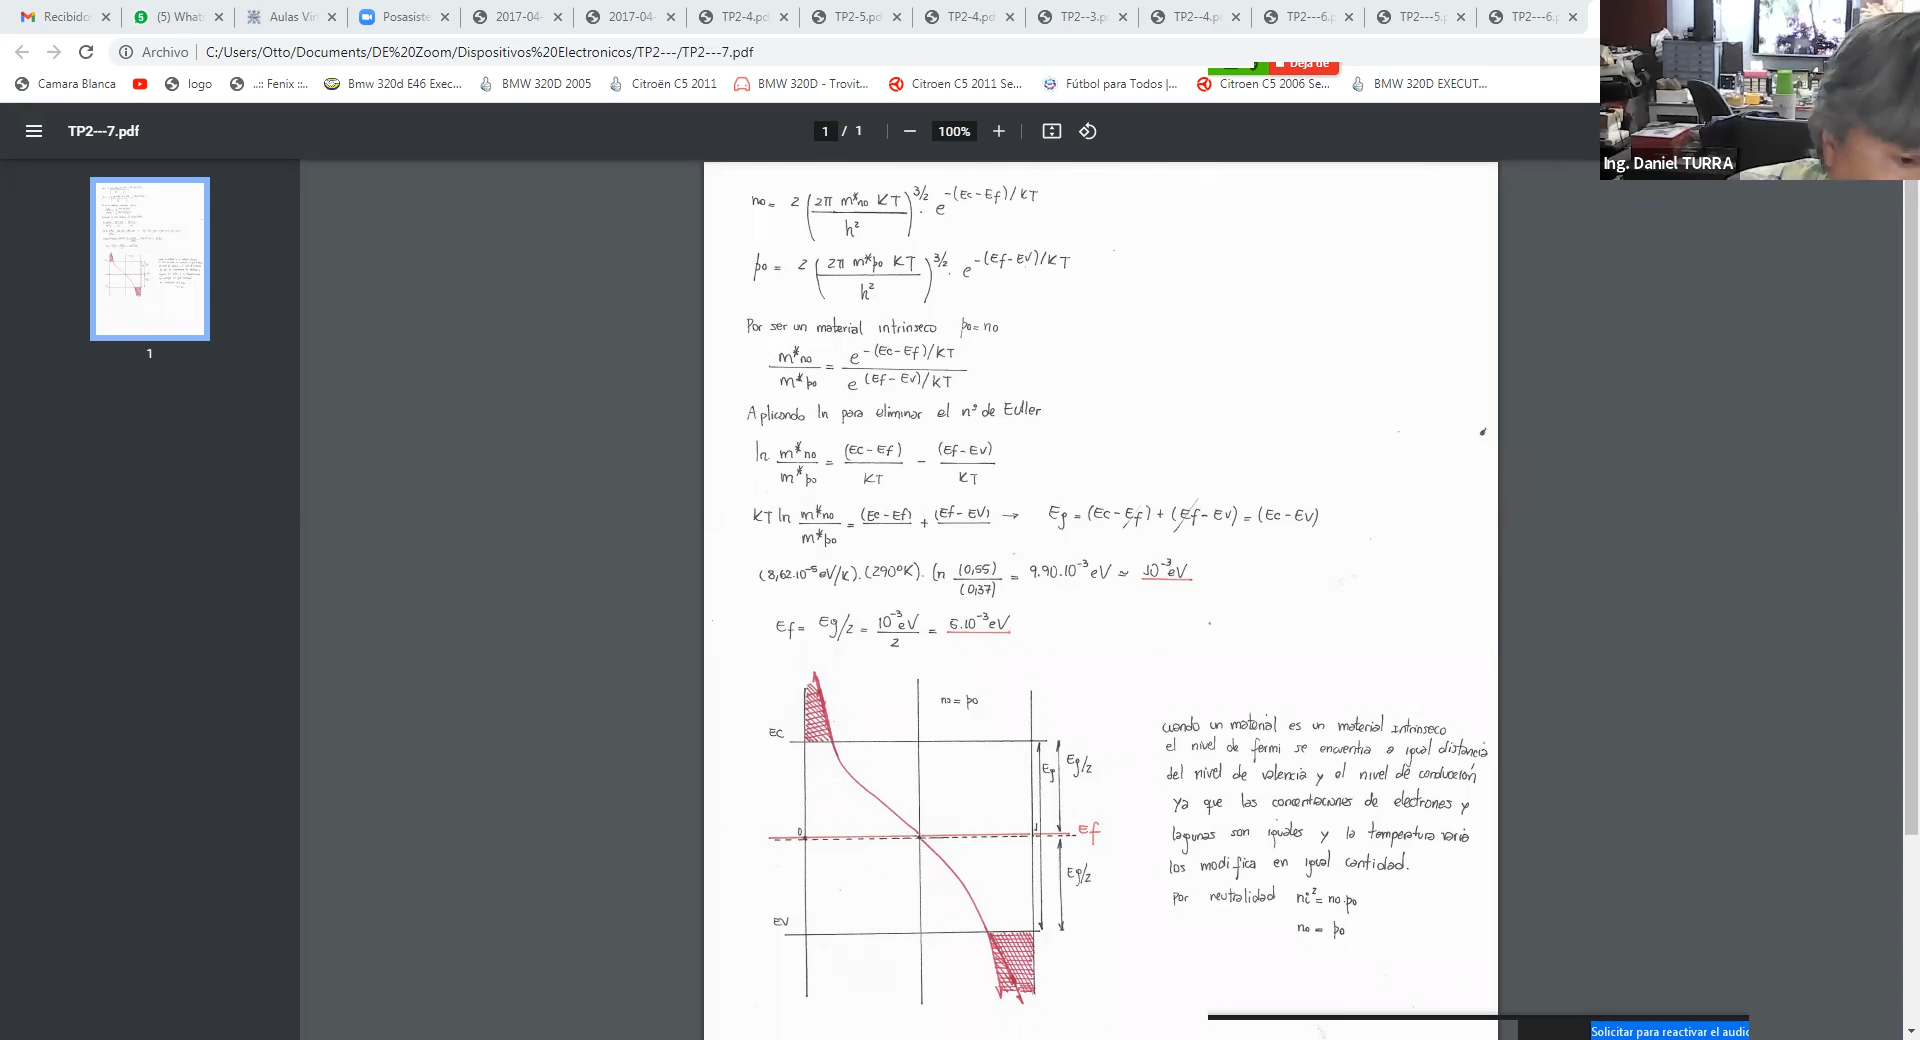 Recibido
(5) Whats
Aulas Vir
Posasiste
2017-04-
2017-04-
TP2-4.pd
TP2-5.pd
TP2-4.pd
TP2--3.p
TP2--4.p
TP2---6.
TP2---5.
TP2---6.
Archivo C:/Users/Otto/Documents/DE%20Zoom/Dispositivos%20Electronicos/TP2---/TP2---7.pdf
Camara Blanca
logo
..:: Fenix ::..
Bmw 320d E46 Exec...
BMW 320D 2005
Citroën C5 2011
BMW 320D - Trovit...
Citroen C5 2011 Se...
Fútbol para Todos |...
Citroen C5 2006 Se...
BMW 320D EXECUT...
Deja de
Ing. Daniel TURRA
TP2---7.pdf
1 / 1
100%
1
no = 2 (2π m*no KT / h²)^3/2 . e^-(Ec-Ef)/KT
po = 2 (2π m*po KT / h²)^3/2 . e^-(Ef-EV)/KT
Por ser un material intrinseco po=no
m*no / m*po = e^-(Ec-Ef)/KT / e^(Ef-EV)/KT
Aplicando ln para eliminar el nº de Euller
ln m*no / m*po = (Ec-Ef) / KT - (Ef-EV) / KT
KT ln m*no / m*po = (Ec-Ef) + (Ef-EV) → Eg = (Ec-Ef) + (Ef-EV) = (Ec-EV)
(8,62.10^-5 eV/K).(290°K). ln (0,55) / (0,37) = 9.90.10^-3 eV ≃ 10^-3 eV
Ef = Eg/2 = 10^-3 eV / 2 = 5.10^-3 eV
no = po
EC
Eg
Eg/2
0
1
Ef
Eg/2
EV
cuando un material es un material intrinseco
el nivel de fermi se encuentra a igual distancia
del nivel de valencia y el nivel de conducción
ya que las concentraciones de electrones y
lagunas son iguales y la temperatura varia
los modifica en igual cantidad.
por neutralidad ni² = no.po
no = po
Solicitar para reactivar el audio